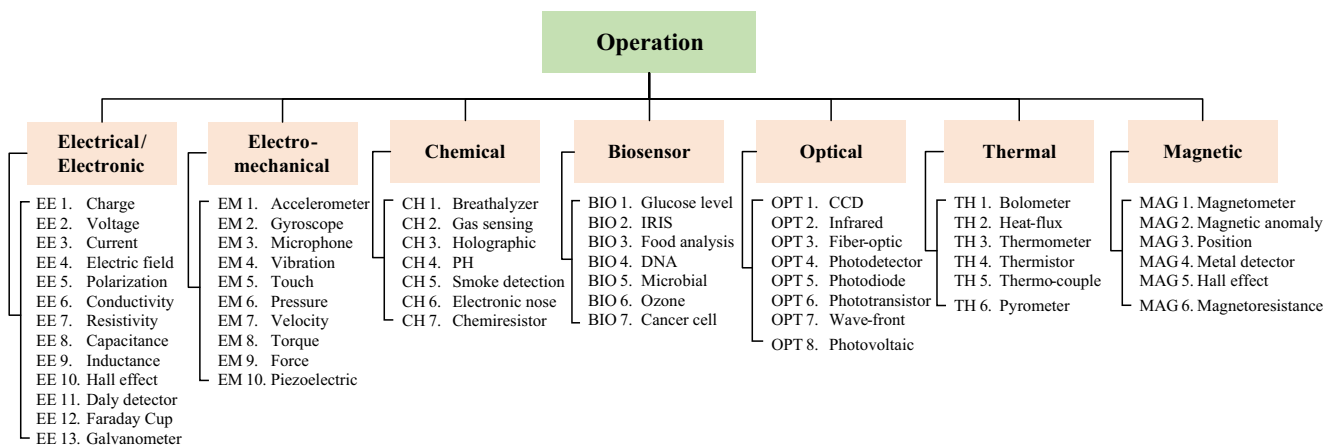 Operation
Electrical/
Electronic
EE 1. Charge
EE 2. Voltage
EE 3. Current
EE 4. Electric field
EE 5. Polarization
EE 6. Conductivity
EE 7. Resistivity
EE 8. Capacitance
EE 9. Inductance
EE 10. Hall effect
EE 11. Daly detector
EE 12. Faraday Cup
EE 13. Galvanometer
Electro-
mechanical
EM 1. Accelerometer
EM 2. Gyroscope
EM 3. Microphone
EM 4. Vibration
EM 5. Touch
EM 6. Pressure
EM 7. Velocity
EM 8. Torque
EM 9. Force
EM 10. Piezoelectric
Chemical
CH 1. Breathalyzer
CH 2. Gas sensing
CH 3. Holographic
CH 4. PH
CH 5. Smoke detection
CH 6. Electronic nose
CH 7. Chemiresistor
Biosensor
BIO 1. Glucose level
BIO 2. IRIS
BIO 3. Food analysis
BIO 4. DNA
BIO 5. Microbial
BIO 6. Ozone
BIO 7. Cancer cell
Optical
OPT 1. CCD
OPT 2. Infrared
OPT 3. Fiber-optic
OPT 4. Photodetector
OPT 5. Photodiode
OPT 6. Phototransistor
OPT 7. Wave-front
OPT 8. Photovoltaic
Thermal
TH 1. Bolometer
TH 2. Heat-flux
TH 3. Thermometer
TH 4. Thermistor
TH 5. Thermo-couple
TH 6. Pyrometer
Magnetic
MAG 1. Magnetometer
MAG 2. Magnetic anomaly
MAG 3. Position
MAG 4. Metal detector
MAG 5. Hall effect
MAG 6. Magnetoresistance